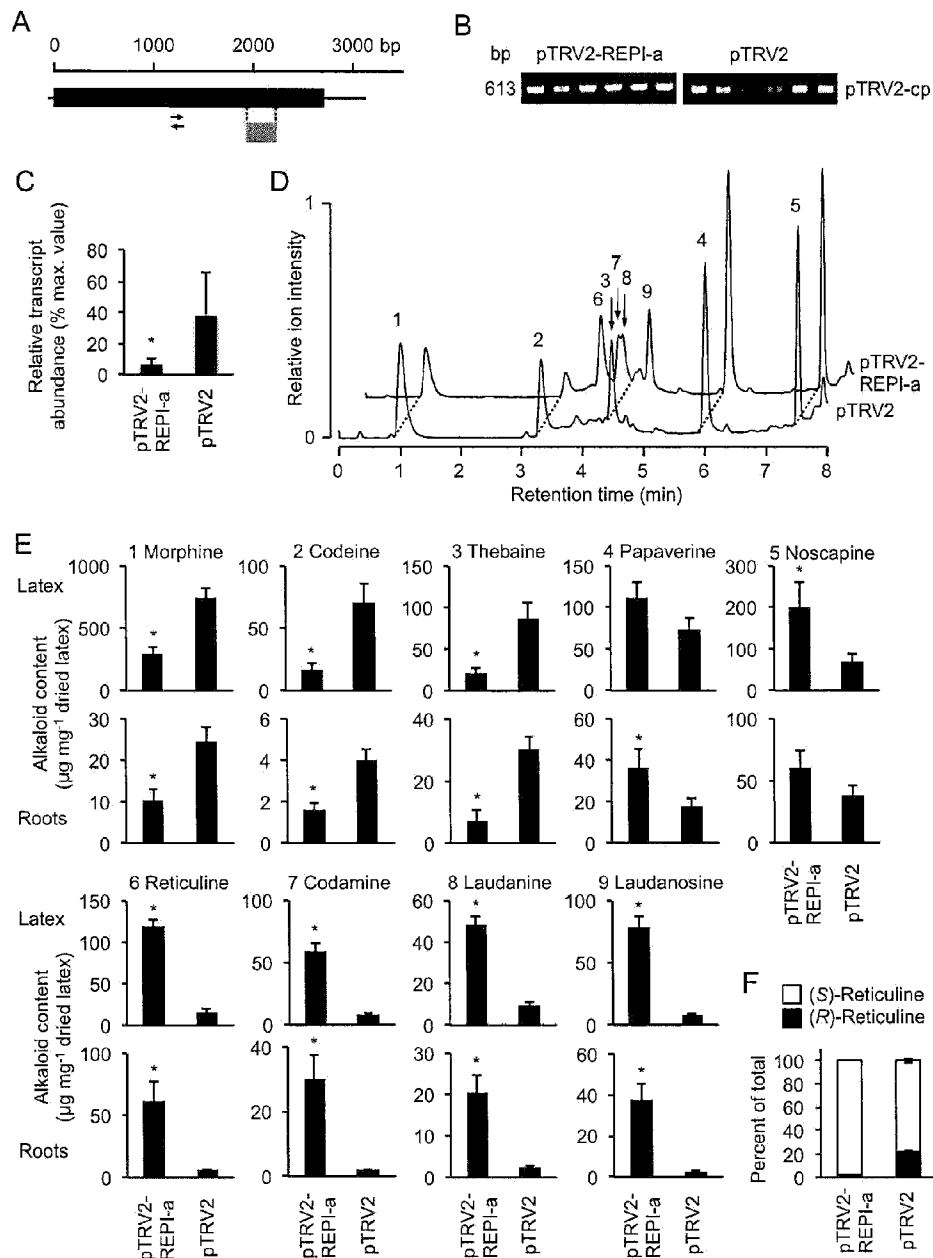 A
0 1000 2000 3000 bp
B
bp pTRV2-REPI-a pTRV2
613 pTRV2-cp
C
Relative transcript
abundance (% max. value)
80
60
40
20
0
*
pTRV2-
REPI-a
pTRV2
D
Relative ion intensity
1
0
1 2 6 3 7 8 9 4 5
pTRV2-
REPI-a
pTRV2
0 1 2 3 4 5 6 7 8
Retention time (min)
E
1 Morphine 2 Codeine 3 Thebaine 4 Papaverine 5 Noscapine
Latex
Alkaloid content
(µg mg-1 dried latex)
Roots
1000
500
0
*
100
50
0
*
150
100
50
0
*
150
100
50
0
300
200
100
0
*
30
20
10
0
*
6
4
2
0
*
40
20
0
*
60
40
20
0
*
100
50
0
pTRV2-
REPI-a
pTRV2
6 Reticuline 7 Codamine 8 Laudanine 9 Laudanosine
Latex
Alkaloid content
(µg mg-1 dried latex)
Roots
150
100
50
0
*
100
50
0
*
60
40
20
0
*
100
50
0
*
100
50
0
*
40
20
0
*
30
20
10
0
*
60
40
20
0
*
pTRV2-
REPI-a
pTRV2
pTRV2-
REPI-a
pTRV2
pTRV2-
REPI-a
pTRV2
pTRV2-
REPI-a
pTRV2
F
(S)-Reticuline
(R)-Reticuline
Percent of total
100
80
60
40
20
0
pTRV2-
REPI-a
pTRV2